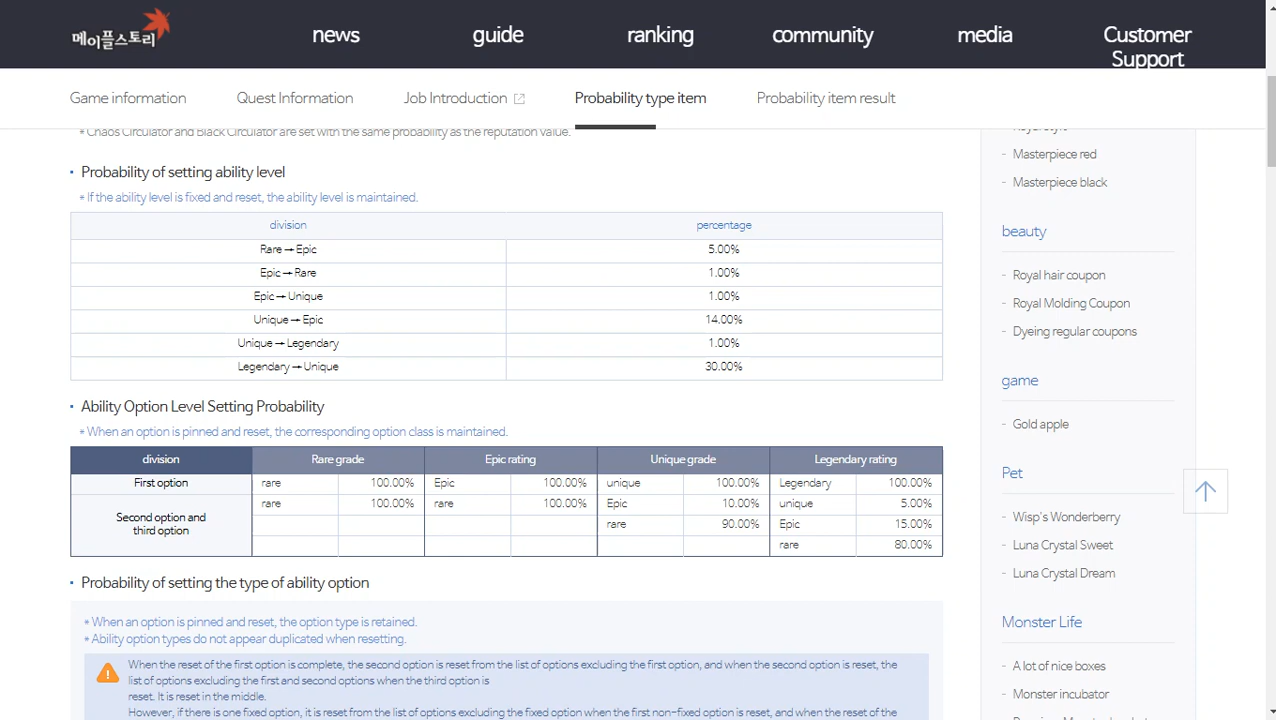 메이플스토리
news
guide
ranking
community
media
Customer
Support
Game information
Quest Information
Job Introduction
Probability type item
Probability item result
* Chaos Circulator and Black Circulator are set with the same probability as the reputation value.
• Probability of setting ability level
* If the ability level is fixed and reset, the ability level is maintained.
division percentage
Rare → Epic 5.00%
Epic → Rare 1.00%
Epic → Unique 1.00%
Unique → Epic 14.00%
Unique → Legendary 1.00%
Legendary → Unique 30.00%
• Ability Option Level Setting Probability
* When an option is pinned and reset, the corresponding option class is maintained.
division Rare grade Epic rating Unique grade Legendary rating
First option rare 100.00% Epic 100.00% unique 100.00% Legendary 100.00%
rare 100.00% rare 100.00% Epic 10.00% unique 5.00%
Second option and
third option
rare 90.00% Epic 15.00%
rare 80.00%
• Probability of setting the type of ability option
* When an option is pinned and reset, the option type is retained.
* Ability option types do not appear duplicated when resetting.
When the reset of the first option is complete, the second option is reset from the list of options excluding the first option, and when the second option is reset, the
list of options excluding the first and second options when the third option is
reset. It is reset in the middle.
However, if there is one fixed option, it is reset from the list of options excluding the fixed option when the first non-fixed option is reset, and when the reset of the
- Masterpiece red
- Masterpiece black
beauty
- Royal hair coupon
- Royal Molding Coupon
- Dyeing regular coupons
game
- Gold apple
Pet
- Wisp's Wonderberry
- Luna Crystal Sweet
- Luna Crystal Dream
Monster Life
- A lot of nice boxes
- Monster incubator